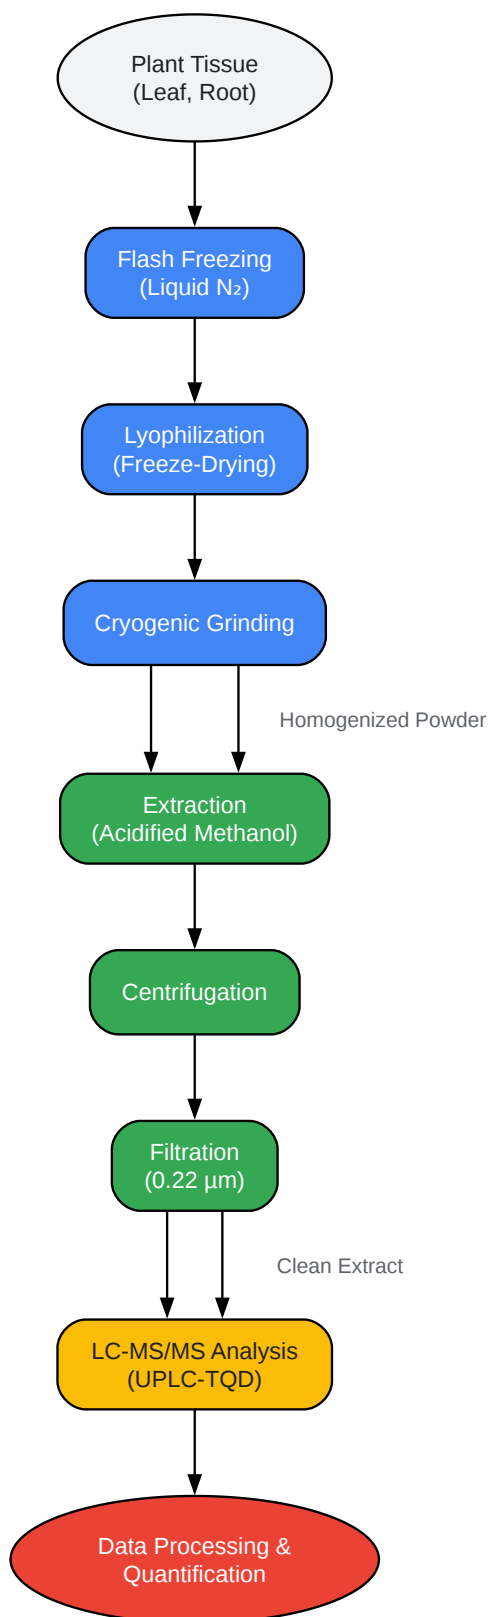 Plant Tissue
(Leaf, Root)
Flash Freezing
(Liquid N₂)
Lyophilization
(Freeze-Drying)
Cryogenic Grinding
Homogenized Powder
Extraction
(Acidified Methanol)
Centrifugation
Filtration
(0.22 µm)
Clean Extract
LC-MS/MS Analysis
(UPLC-TQD)
Data Processing &
Quantification